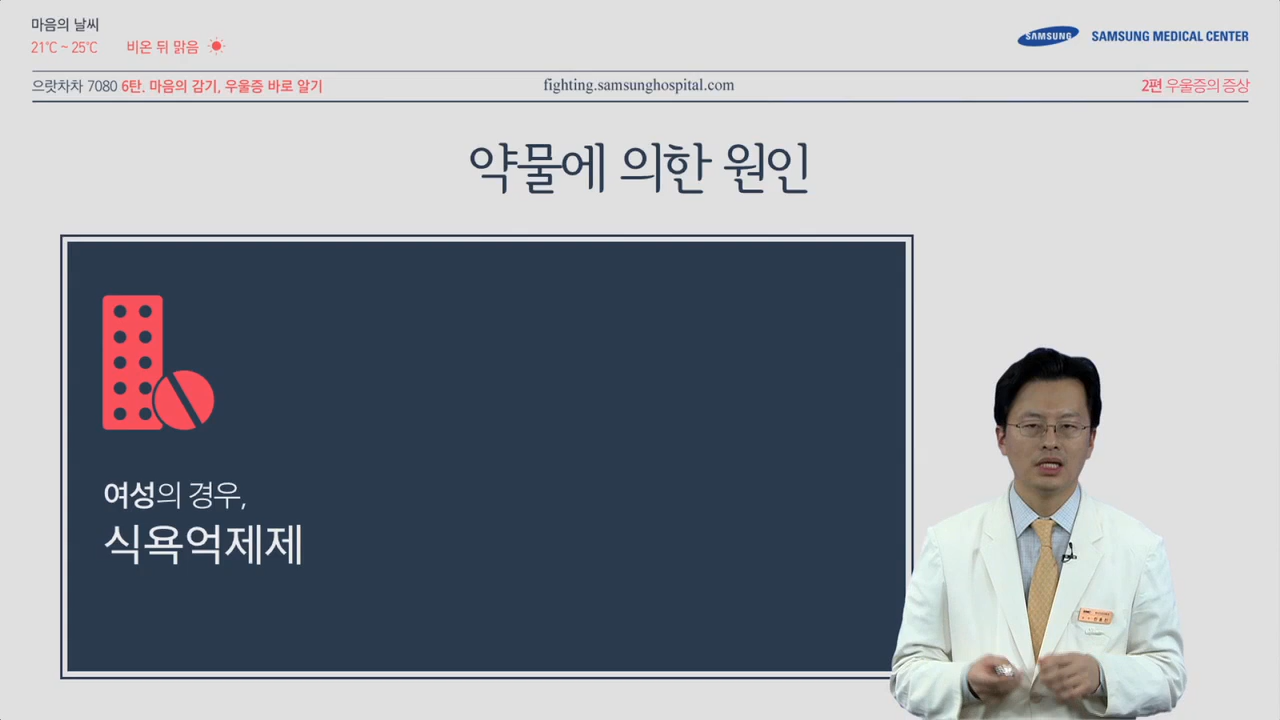 마음의 날씨
21℃ ~ 25℃ 비온 뒤 맑음
SAMSUNG SAMSUNG MEDICAL CENTER
으랏차차 7080 6탄. 마음의 감기, 우울증 바로 알기
fighting.samsunghospital.com
2편 우울증의 증상
약물에 의한 원인
여성의 경우,
식욕억제제